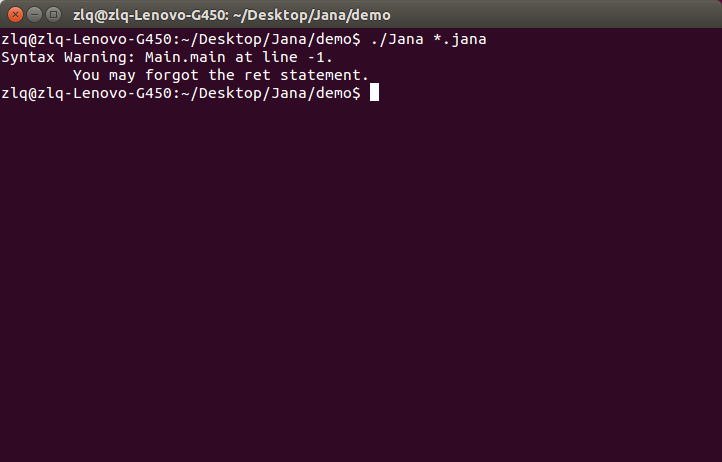 zlq@zlq-Lenovo-G450: ~/Desktop/Jana/demo
zlq@zlq-Lenovo-G450:~/Desktop/Jana/demo$ ./Jana *.jana
Syntax Warning: Main.main at line -1.
        You may forgot the ret statement.
zlq@zlq-Lenovo-G450:~/Desktop/Jana/demo$